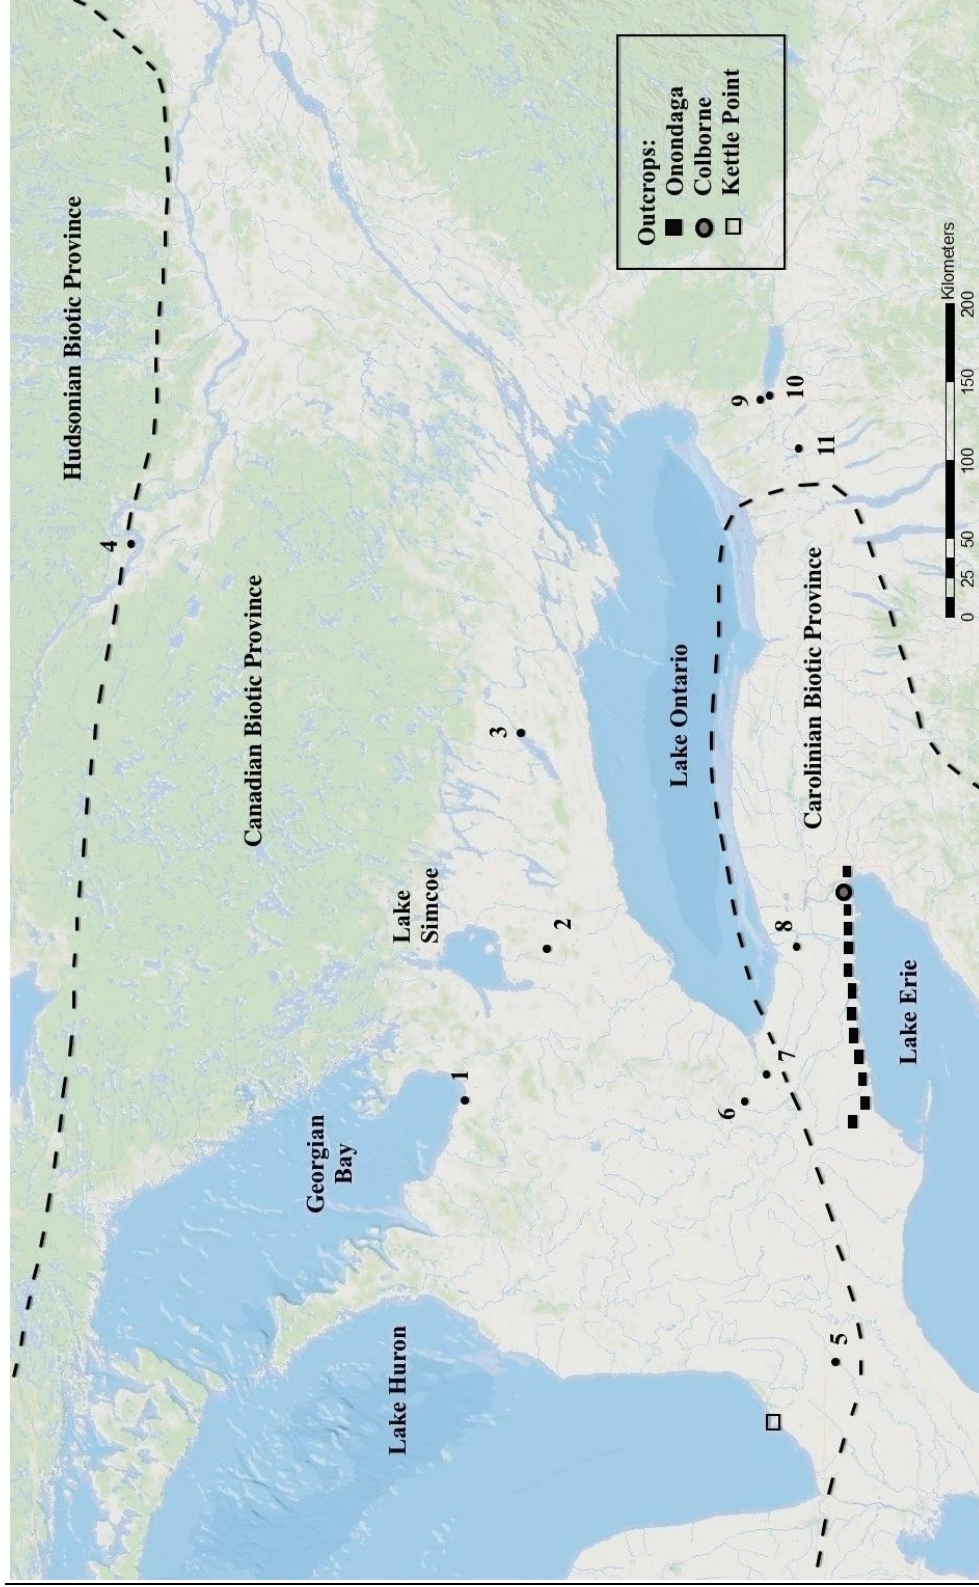 Hudsonian Biotic Province
4
Canadian Biotic Province
Lake
Simcoe
3
2
Georgian
Bay
1
Lake Huron
Lake Ontario
Outcrops:
Onondaga
Colborne
Kettle Point
9
10
11
Carolinian Biotic Province
8
7
6
5
Lake Erie
Kilometers
0 25 50 100 150 200